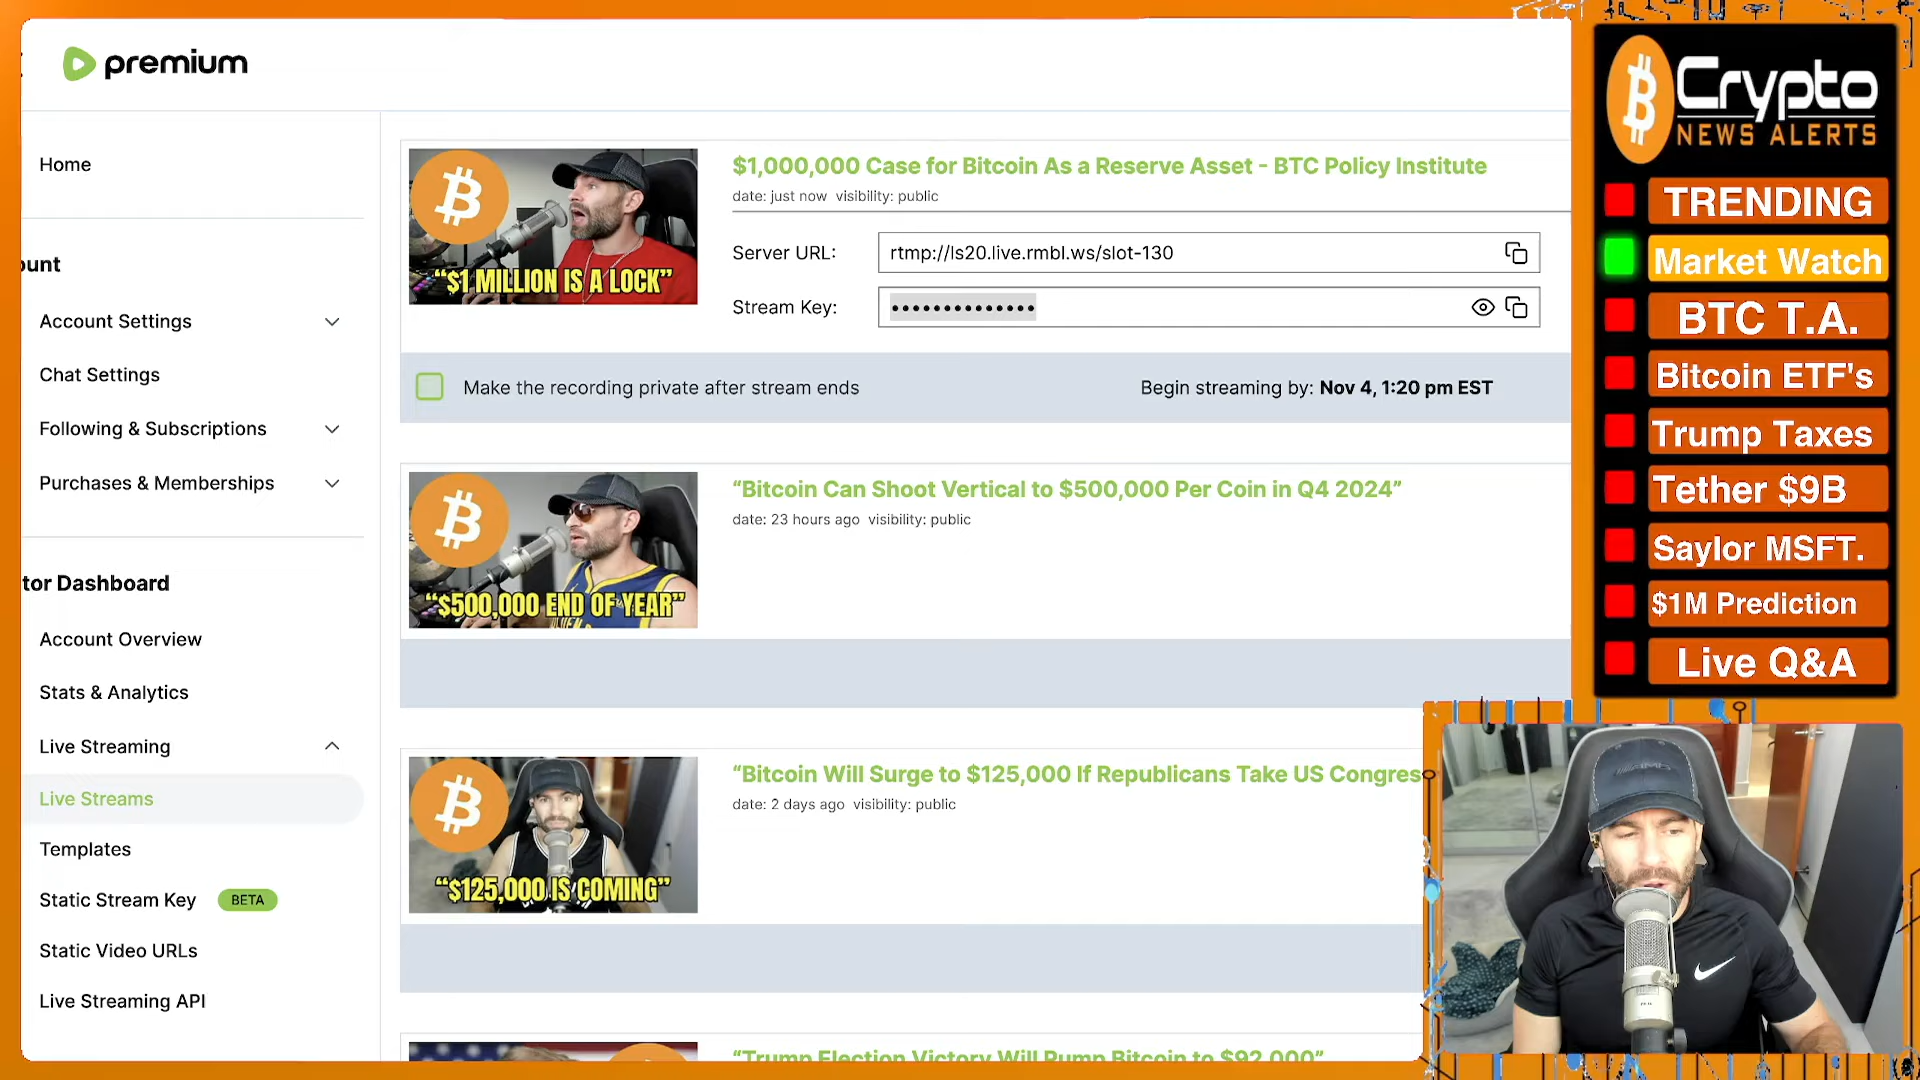 premium
Home
ount
Account Settings
Chat Settings
Following & Subscriptions
Purchases & Memberships
tor Dashboard
Account Overview
Stats & Analytics
Live Streaming
Live Streams
Templates
Static Stream Key BETA
Static Video URLs
Live Streaming API
"$1 MILLION IS A LOCK"
$1,000,000 Case for Bitcoin As a Reserve Asset - BTC Policy Institute
date: just now visibility: public
Server URL: rtmp://ls20.live.rmbl.ws/slot-130
Stream Key: ••••••••••••••
Make the recording private after stream ends
Begin streaming by: Nov 4, 1:20 pm EST
"$500,000 END OF YEAR"
“Bitcoin Can Shoot Vertical to $500,000 Per Coin in Q4 2024”
date: 23 hours ago visibility: public
"$125,000 IS COMING"
“Bitcoin Will Surge to $125,000 If Republicans Take US Congres
date: 2 days ago visibility: public
“Trump Election Victory Will Pump Bitcoin to $92,000”
Crypto
NEWS ALERTS
TRENDING
Market Watch
BTC T.A.
Bitcoin ETF's
Trump Taxes
Tether $9B
Saylor MSFT.
$1M Prediction
Live Q&A